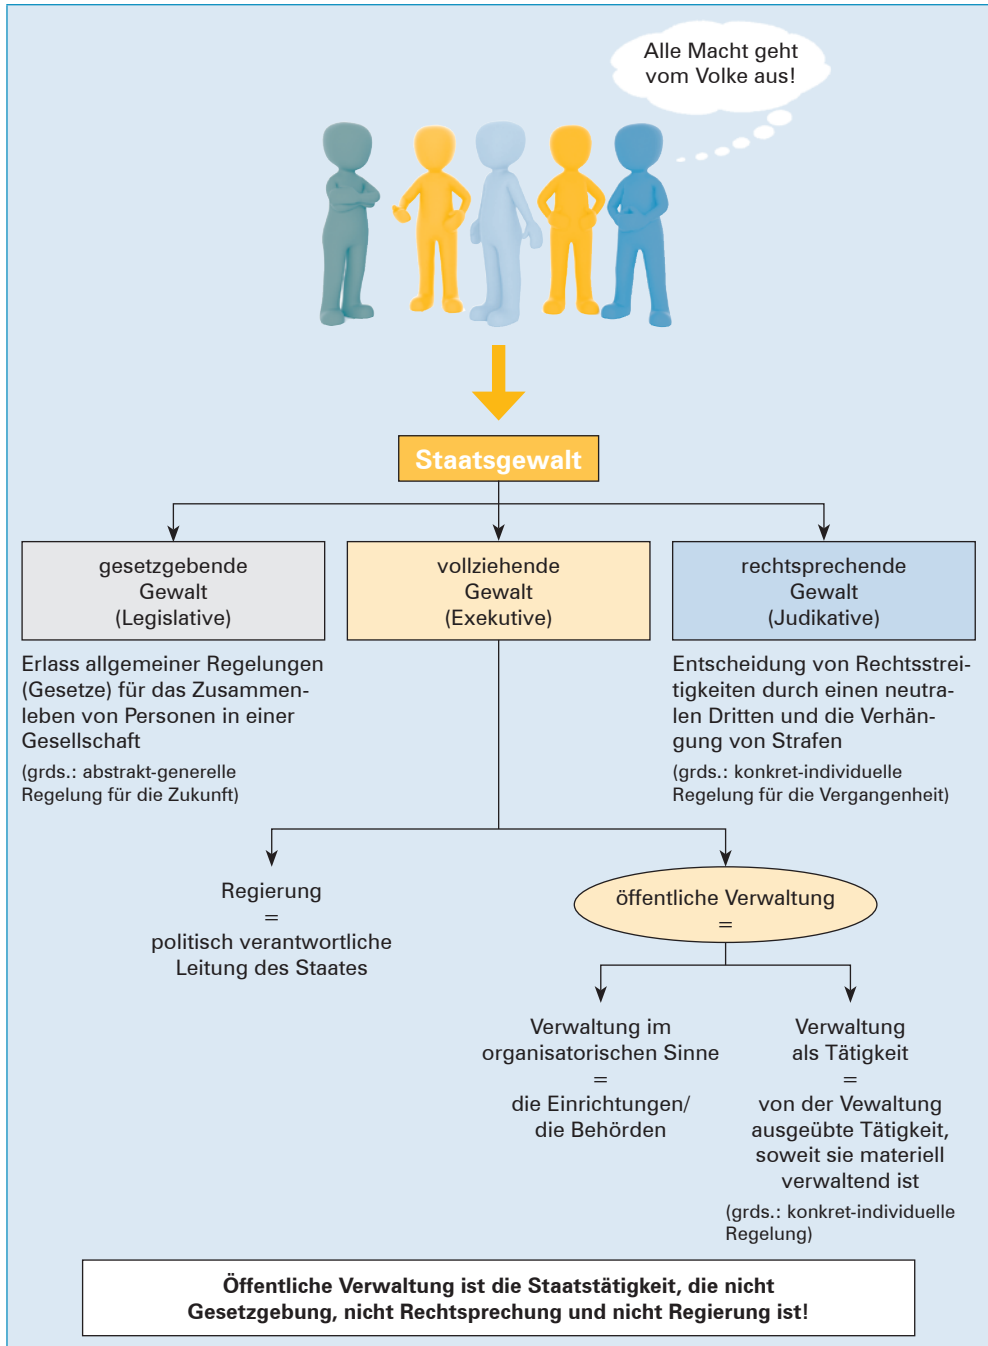 Alle Macht geht
vom Volke aus!
Staatsgewalt
gesetzgebende
Gewalt
(Legislative)
vollziehende
Gewalt
(Exekutive)
rechtsprechende
Gewalt
(Judikative)
Erlass allgemeiner Regelungen
(Gesetze) für das Zusammen-
leben von Personen in einer
Gesellschaft
(grds.: abstrakt-generelle
Regelung für die Zukunft)
Entscheidung von Rechtsstrei-
tigkeiten durch einen neutra-
len Dritten und die Verhän-
gung von Strafen
(grds.: konkret-individuelle
Regelung für die Vergangenheit)
Regierung
=
politisch verantwortliche
Leitung des Staates
öffentliche Verwaltung
=
Verwaltung im
organisatorischen Sinne
=
die Einrichtungen/
die Behörden
Verwaltung
als Tätigkeit
=
von der Vewaltung
ausgeübte Tätigkeit,
soweit sie materiell
verwaltend ist
(grds.: konkret-individuelle
Regelung)
Öffentliche Verwaltung ist die Staatstätigkeit, die nicht
Gesetzgebung, nicht Rechtsprechung und nicht Regierung ist!